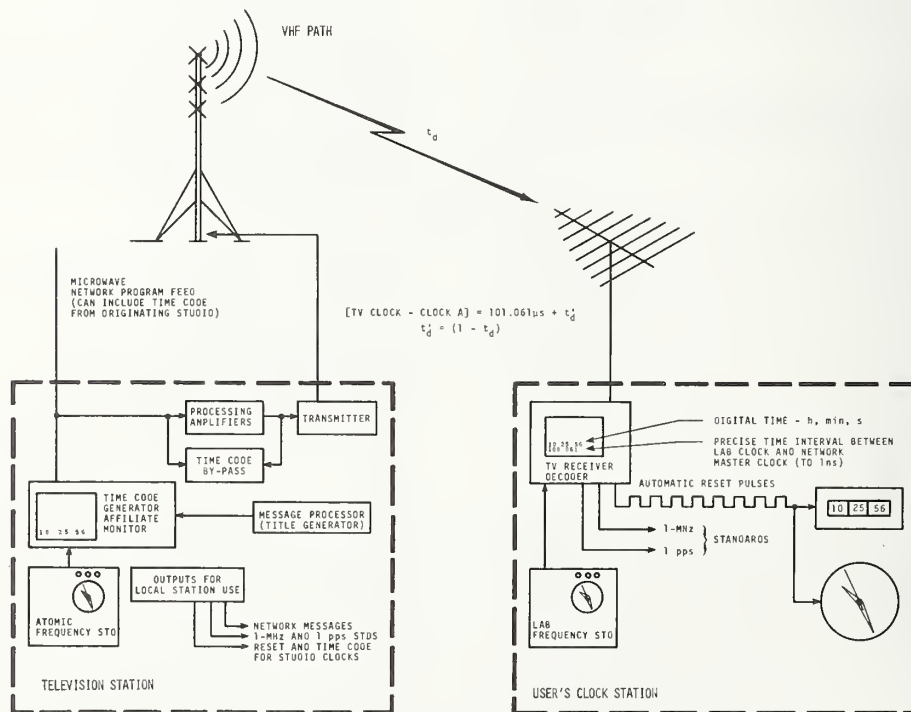 VHF PATH
t_d
MICROWAVE
NETWORK PROGRAM FEED
(CAN INCLUDE TIME CODE
FROM ORIGINATING STUDIO)
[TV CLOCK - CLOCK A] = 101.061µs + t'_d
t'_d = (1 - t_d)
PROCESSING
AMPLIFIERS
TRANSMITTER
TIME CODE
BY-PASS
10 25 56
TIME CODE
GENERATOR
AFFILIATE
MONITOR
MESSAGE PROCESSOR
(TITLE GENERATOR)
ATOMIC
FREQUENCY STD
OUTPUTS FOR
LOCAL STATION USE
NETWORK MESSAGES
1-MHz AND 1 pps STDS
RESET AND TIME CODE
FOR STUDIO CLOCKS
TELEVISION STATION
10 25 56
TV RECEIVER
DECODER
DIGITAL TIME - h, min, s
PRECISE TIME INTERVAL BETWEEN
LAB CLOCK AND NETWORK
MASTER CLOCK (TO 1ns)
AUTOMATIC RESET PULSES
10 25 56
1-MHz
1 pps
STANDARDS
LAB
FREQUENCY STD
USER'S CLOCK STATION